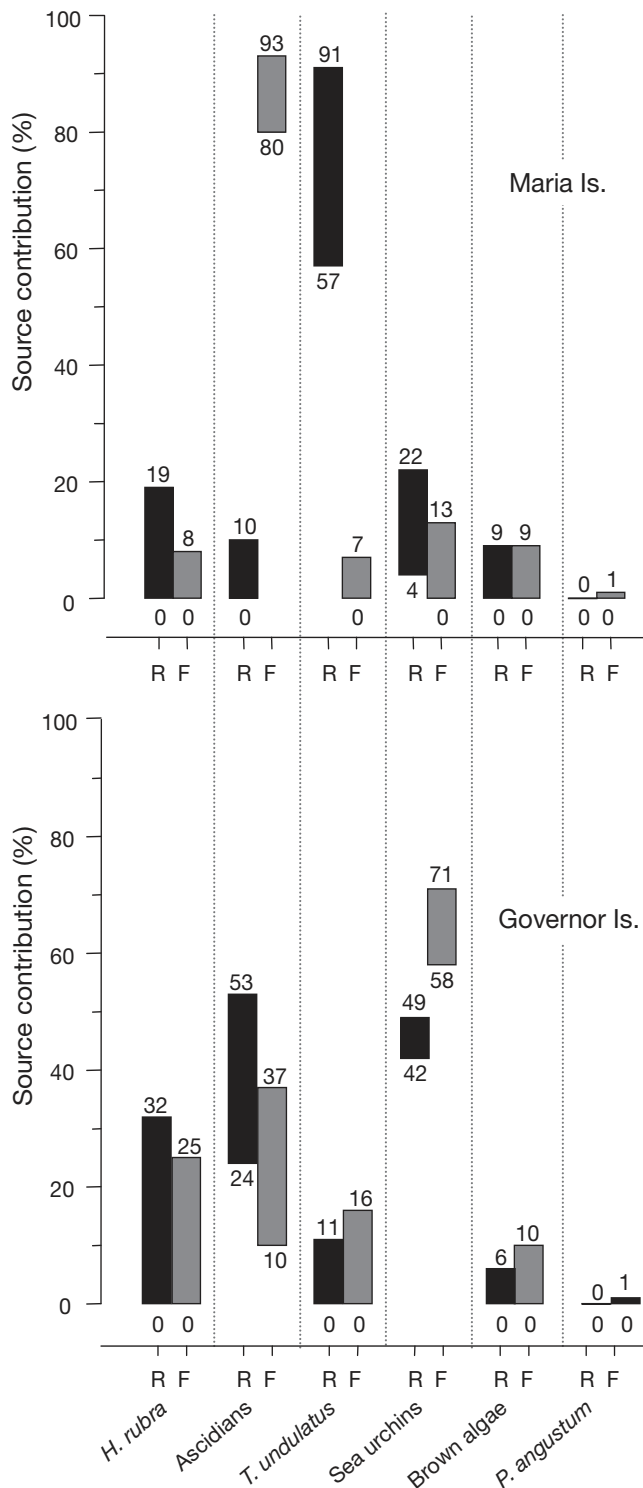 100
93
91
80
80
Maria Is.
60
57
Source contribution (%)
40
22
19
20
13
10
9 9
8
7
4
0 1
0
0 0 0 0 0 0 0 0 0
R F R F R F R F R F R F
100
80
71
Governor Is.
60
58
53
49
Source contribution (%)
42
40
37
32
25
24
20
16
11
10
10
6
0 1
0
0 0 0 0 0 0 0 0
R F R F R F R F R F R F
H. rubra
Ascidians
T. undulatus
Sea urchins
Brown algae
P. angustum